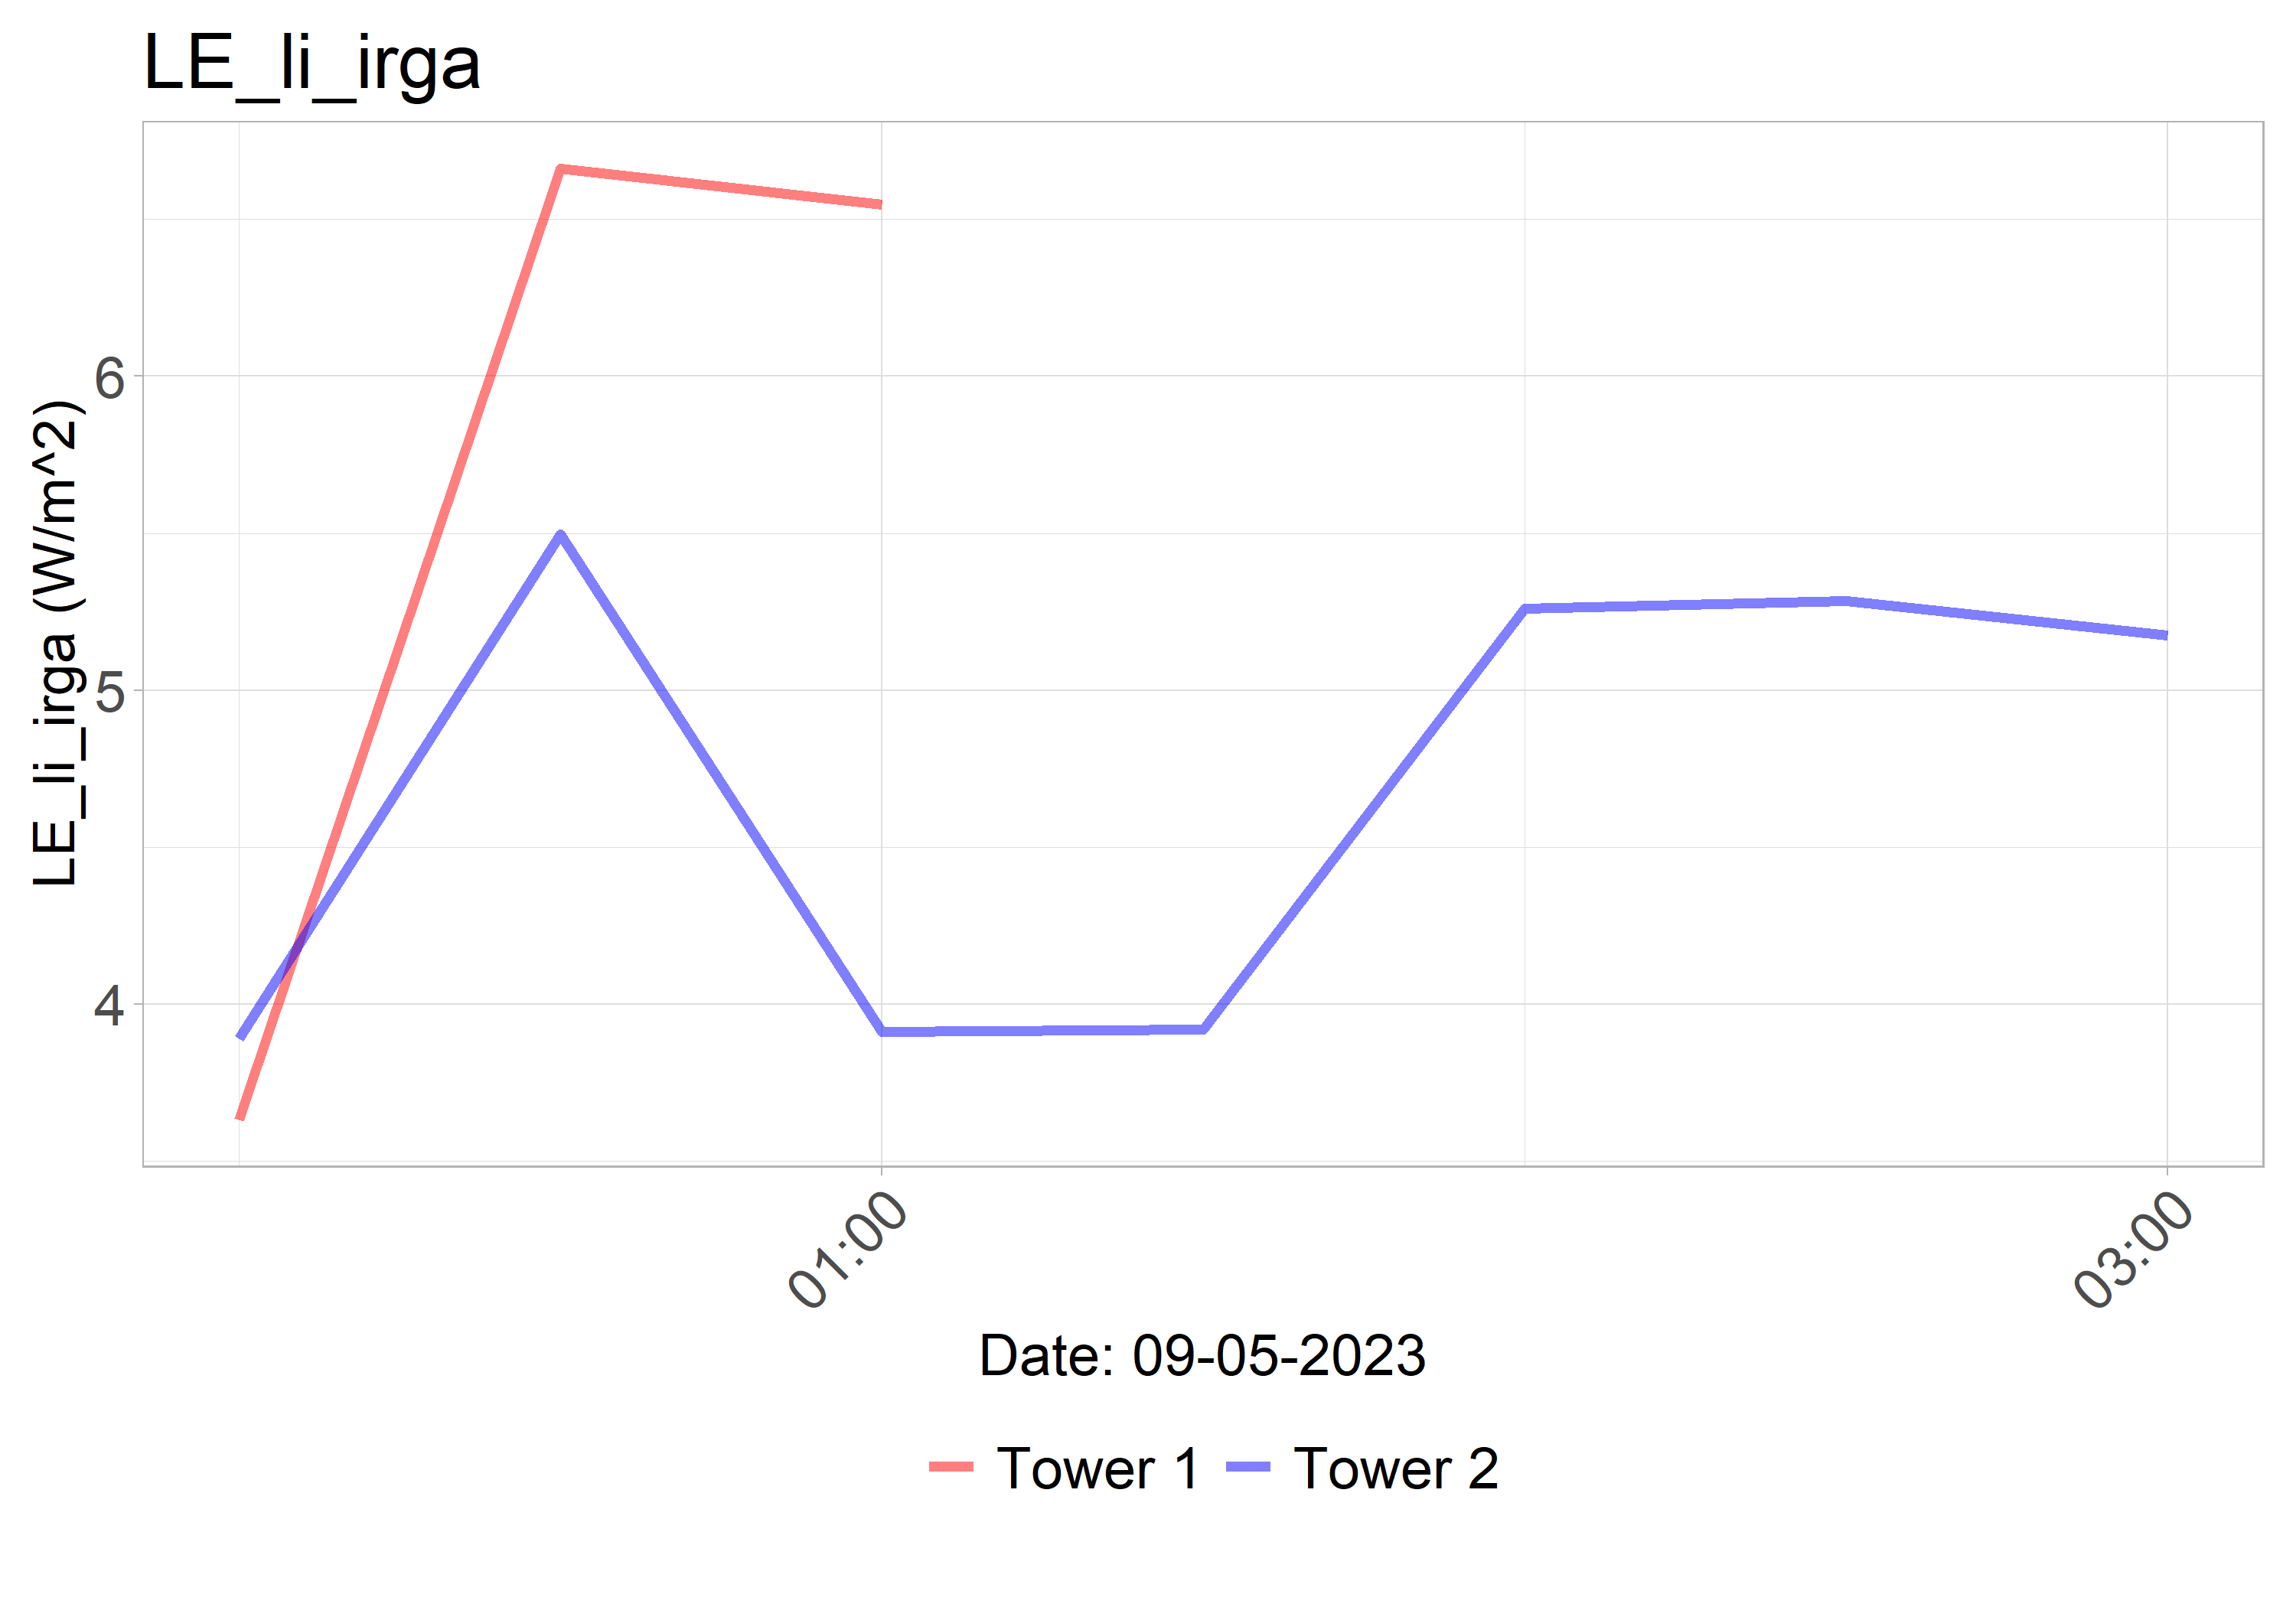 LE_li_irga
LE_li_irga (W/m^2)
6
5
4
01:00
03:00
Date: 09-05-2023
Tower 1
Tower 2